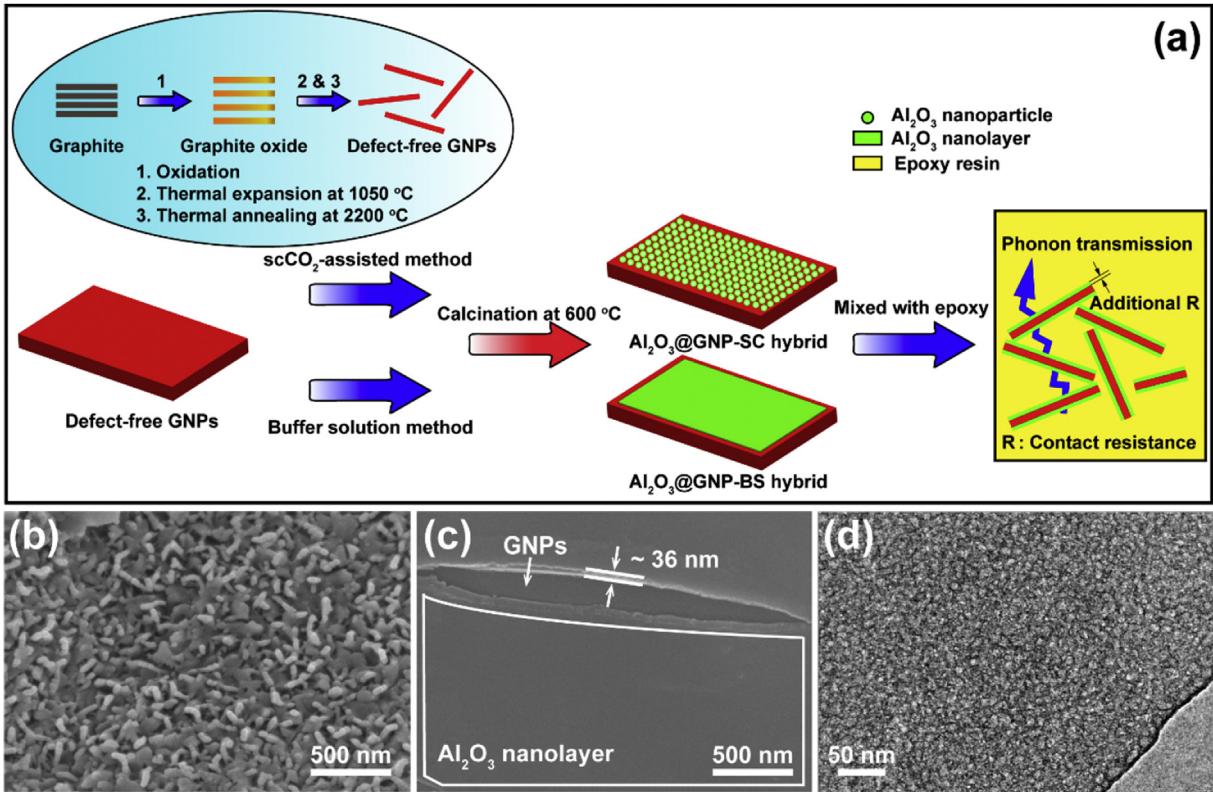 (a)
1
2 & 3
Graphite
Graphite oxide
Defect-free GNPs
1. Oxidation
2. Thermal expansion at 1050 °C
3. Thermal annealing at 2200 °C
Al₂O₃ nanoparticle
Al₂O₃ nanolayer
Epoxy resin
scCO₂-assisted method
Defect-free GNPs
Buffer solution method
Calcination at 600 °C
Al₂O₃@GNP-SC hybrid
Al₂O₃@GNP-BS hybrid
Mixed with epoxy
Phonon transmission
Additional R
R : Contact resistance
(b)
500 nm
(c)
GNPs
~ 36 nm
Al₂O₃ nanolayer
500 nm
(d)
50 nm